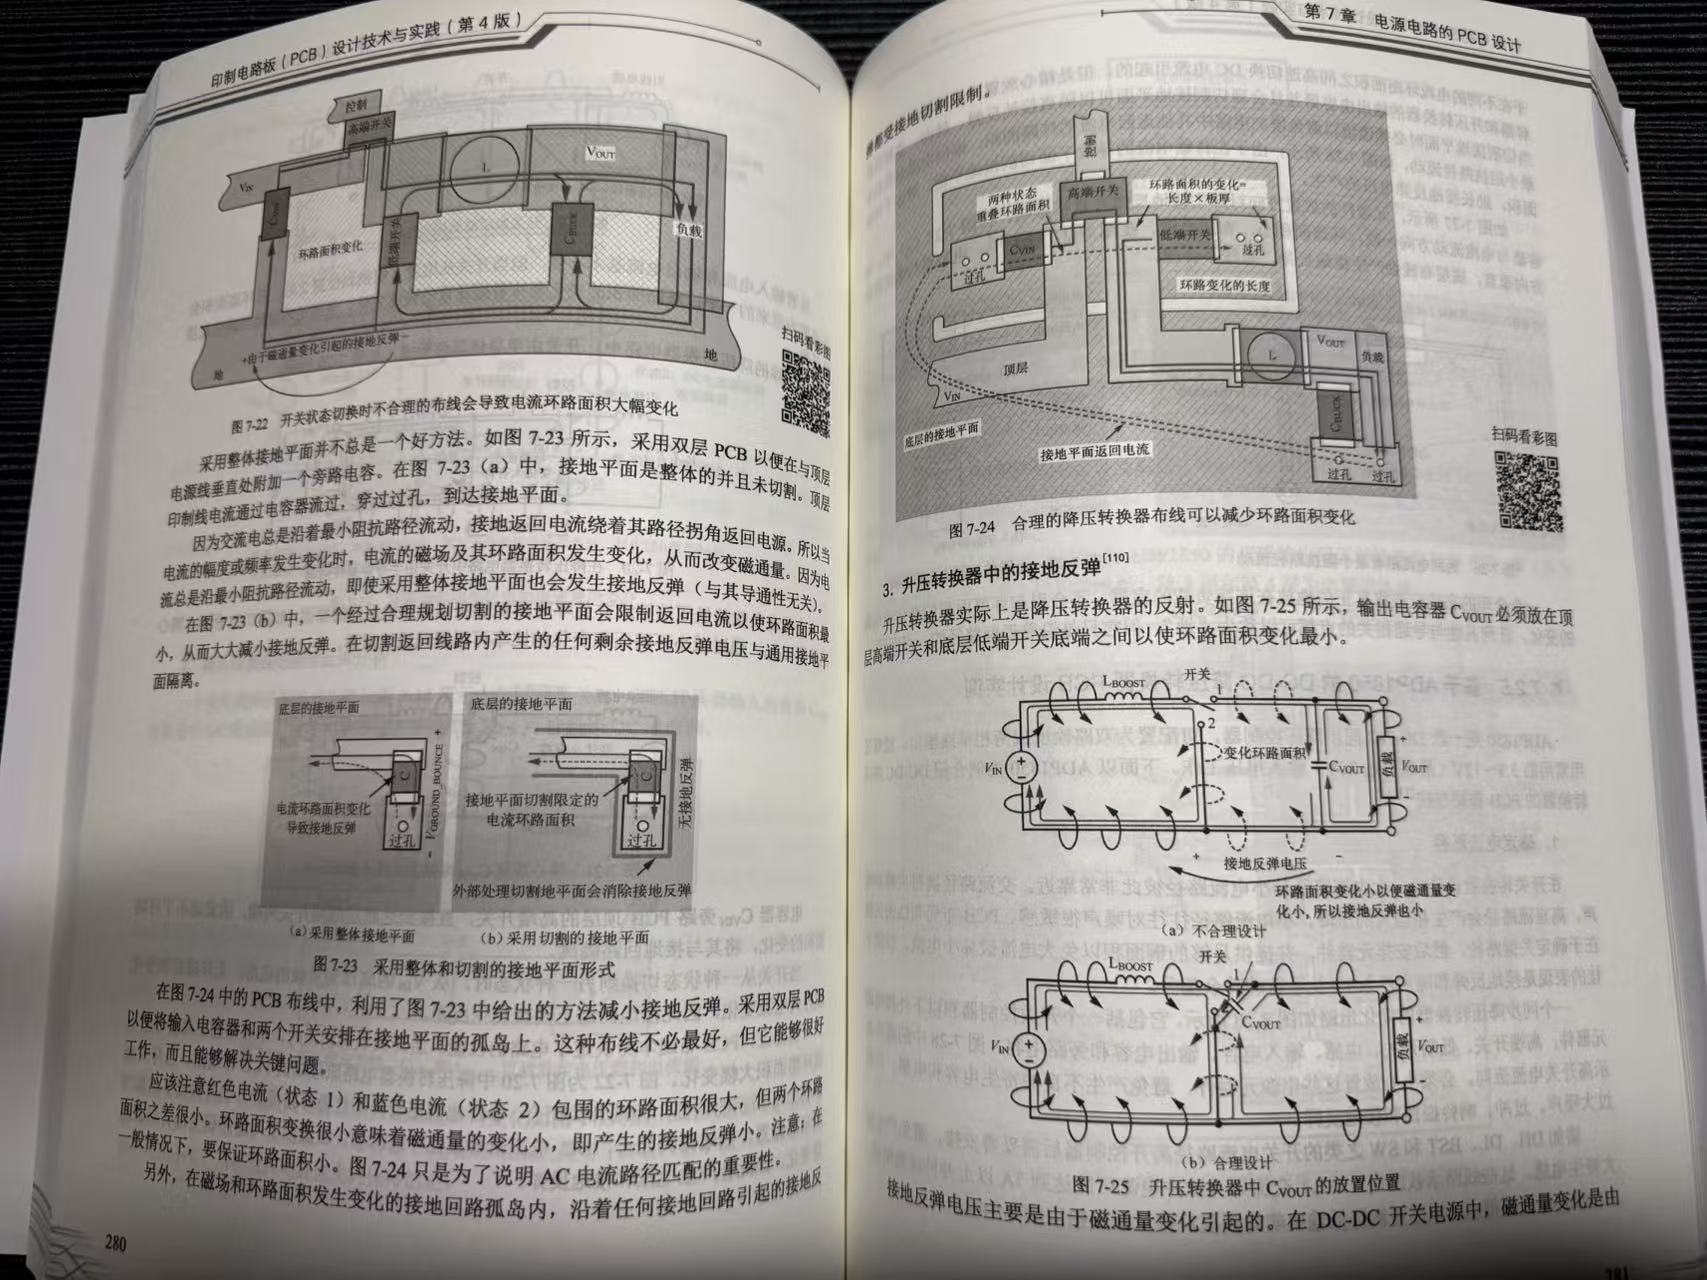 印制电路板（PCB）设计技术与实践（第4版）
控制
高端开关
VIN
CVIN
L
VOUT
低端开关
CBUCK
负载
环路面积变化
+由于磁通量变化引起的接地反弹-
地
地
扫码看彩图
图 7-22 开关状态切换时不合理的布线会导致电流环路面积大幅变化
采用整体接地平面并不总是一个好方法。如图 7-23 所示，采用双层 PCB 以便在与顶层
电源线垂直处附加一个旁路电容。在图 7-23（a）中，接地平面是整体的并且未切割。顶层
印制线电流通过电容器流过，穿过过孔，到达接地平面。
因为交流电总是沿着最小阻抗路径流动，接地返回电流绕着其路径拐角返回电源。所以当
电流的幅度或频率发生变化时，电流的磁场及其环路面积发生变化，从而改变磁通量。因为电
流总是沿最小阻抗路径流动，即使采用整体接地平面也会发生接地反弹（与其导通性无关）。
在图 7-23（b）中，一个经过合理规划切割的接地平面会限制返回电流以使环路面积最
小，从而大大减小接地反弹。在切割返回线路内产生的任何剩余接地反弹电压与通用接地平
面隔离。
底层的接地平面
C
电流环路面积变化
导致接地反弹
过孔
VGROUND_BOUNCE
+
−
底层的接地平面
C
接地平面切割限定的
电流环路面积
过孔
无接地反弹
外部处理切割地平面会消除接地反弹
（a）采用整体接地平面
（b）采用切割的接地平面
图 7-23 采用整体和切割的接地平面形式
在图 7-24 中的PCB 布线中，利用了图 7-23 中给出的方法减小接地反弹。采用双层 PCB
以便将输入电容器和两个开关安排在接地平面的孤岛上。这种布线不必最好，但它能够很好
工作，而且能够解决关键问题。
应该注意红色电流（状态 1）和蓝色电流（状态 2）包围的环路面积很大，但两个环路
面积之差很小。环路面积变换很小意味着磁通量的变化小，即产生的接地反弹小。注意：在
一般情况下，要保证环路面积小。图 7-24 只是为了说明 AC 电流路径匹配的重要性。
另外，在磁场和环路面积发生变化的接地回路孤岛内，沿着任何接地回路引起的接地反
280
第 7 章 电源电路的 PCB 设计
弹都受接地切割限制。
控制
高端开关
两种状态
重叠环路面积
环路面积的变化=
长度×板厚
CVIN
低端开关
过孔
过孔
环路变化的长度
顶层
VIN
L
VOUT
负载
CBUCK
过孔
过孔
底层的接地平面
接地平面返回电流
扫码看彩图
图 7-24 合理的降压转换器布线可以减少环路面积变化
3．升压转换器中的接地反弹[110]
升压转换器实际上是降压转换器的反射。如图 7-25 所示，输出电容器 CVOUT 必须放在顶
层高端开关和底层低端开关底端之间以使环路面积变化最小。
LBOOST
开关
1
2
VIN
变化环路面积
CVOUT
负载
+
VOUT
−
+
接地反弹电压
−
环路面积变化小以便磁通量变
化小，所以接地反弹也小
（a）不合理设计
LBOOST
开关
1
CVOUT
VIN
负载
+
VOUT
−
（b）合理设计
图 7-25 升压转换器中 CVOUT 的放置位置
接地反弹电压主要是由于磁通量变化引起的。在 DC-DC 开关电源中，磁通量变化是由
281